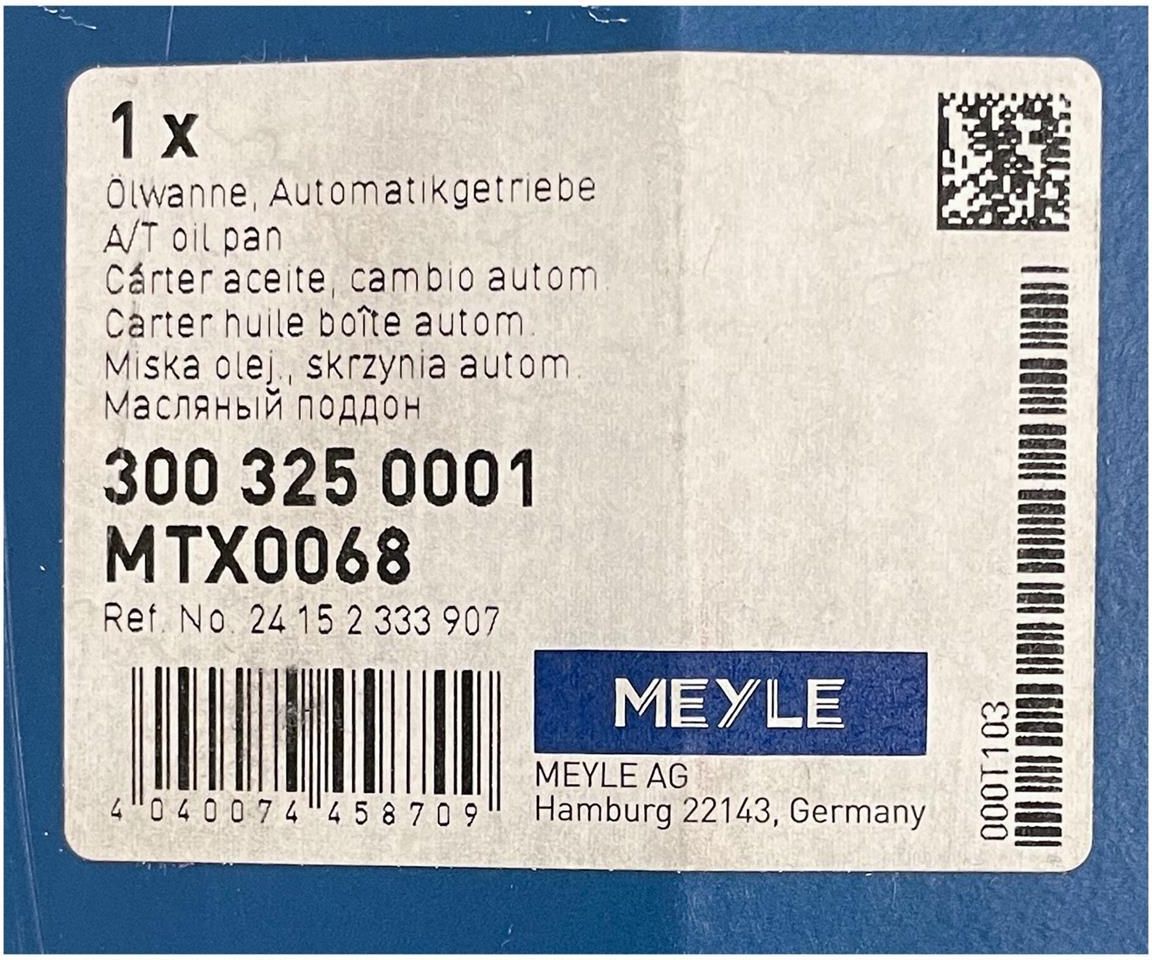 1 x
Ölwanne, Automatikgetriebe
A/T oil pan
Cárter aceite, cambio autom.
Carter huile boîte autom.
Miska olej., skrzynia autom.
Масляный поддон
300 325 0001
MTX0068
Ref. No. 24 15 2 333 907
4 040074 458709
MEYLE
MEYLE AG
Hamburg 22143, Germany
000T1103